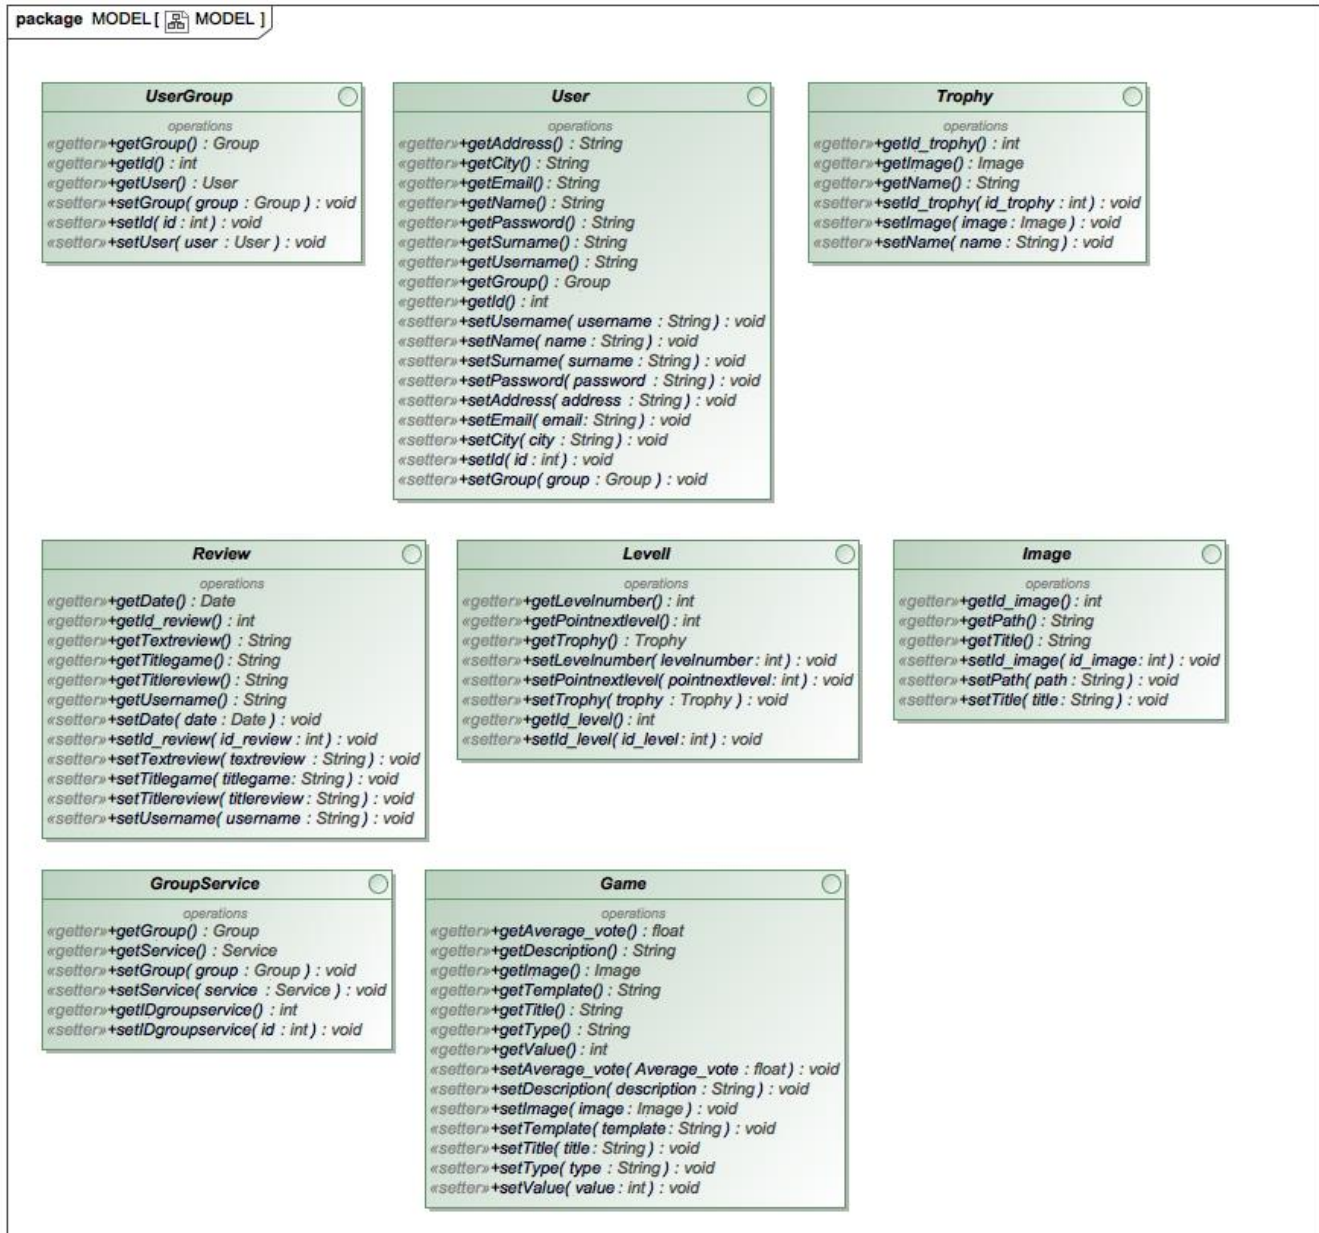 package MODEL [ MODEL ]
UserGroup
operations
«getter»+getGroup() : Group
«getter»+getId() : int
«getter»+getUser() : User
«setter»+setGroup( group : Group ) : void
«setter»+setId( id : int ) : void
«setter»+setUser( user : User ) : void
User
operations
«getter»+getAddress() : String
«getter»+getCity() : String
«getter»+getEmail() : String
«getter»+getName() : String
«getter»+getPassword() : String
«getter»+getSurname() : String
«getter»+getUsername() : String
«getter»+getGroup() : Group
«getter»+getId() : int
«setter»+setUsername( username : String ) : void
«setter»+setName( name : String ) : void
«setter»+setSurname( surname : String ) : void
«setter»+setPassword( password : String ) : void
«setter»+setAddress( address : String ) : void
«setter»+setEmail( email : String ) : void
«setter»+setCity( city : String ) : void
«setter»+setId( id : int ) : void
«setter»+setGroup( group : Group ) : void
Trophy
operations
«getter»+getId_trophy() : int
«getter»+getImage() : Image
«getter»+getName() : String
«setter»+setId_trophy( id_trophy : int ) : void
«setter»+setImage( image : Image ) : void
«setter»+setName( name : String ) : void
Review
operations
«getter»+getDate() : Date
«getter»+getId_review() : int
«getter»+getTextreview() : String
«getter»+getTitlegame() : String
«getter»+getTitlereview() : String
«getter»+getUsername() : String
«setter»+setDate( date : Date ) : void
«setter»+setId_review( id_review : int ) : void
«setter»+setTextreview( textreview : String ) : void
«setter»+setTitlegame( titlegame : String ) : void
«setter»+setTitlereview( titlereview : String ) : void
«setter»+setUsername( username : String ) : void
Levell
operations
«getter»+getLevelnumber() : int
«getter»+getPointnextlevel() : int
«getter»+getTrophy() : Trophy
«setter»+setLevelnumber( levelnumber : int ) : void
«setter»+setPointnextlevel( pointnextlevel : int ) : void
«setter»+setTrophy( trophy : Trophy ) : void
«getter»+getId_level() : int
«setter»+setId_level( id_level : int ) : void
Image
operations
«getter»+getId_image() : int
«getter»+getPath() : String
«getter»+getTitle() : String
«setter»+setId_image( id_image : int ) : void
«setter»+setPath( path : String ) : void
«setter»+setTitle( title : String ) : void
GroupService
operations
«getter»+getGroup() : Group
«getter»+getService() : Service
«setter»+setGroup( group : Group ) : void
«setter»+setService( service : Service ) : void
«getter»+getIDgroupservice() : int
«setter»+setIDgroupservice( id : int ) : void
Game
operations
«getter»+getAverage_vote() : float
«getter»+getDescription() : String
«getter»+getImage() : Image
«getter»+getTemplate() : String
«getter»+getTitle() : String
«getter»+getType() : String
«getter»+getValue() : int
«setter»+setAverage_vote( Average_vote : float ) : void
«setter»+setDescription( description : String ) : void
«setter»+setImage( image : Image ) : void
«setter»+setTemplate( template : String ) : void
«setter»+setTitle( title : String ) : void
«setter»+setType( type : String ) : void
«setter»+setValue( value : int ) : void